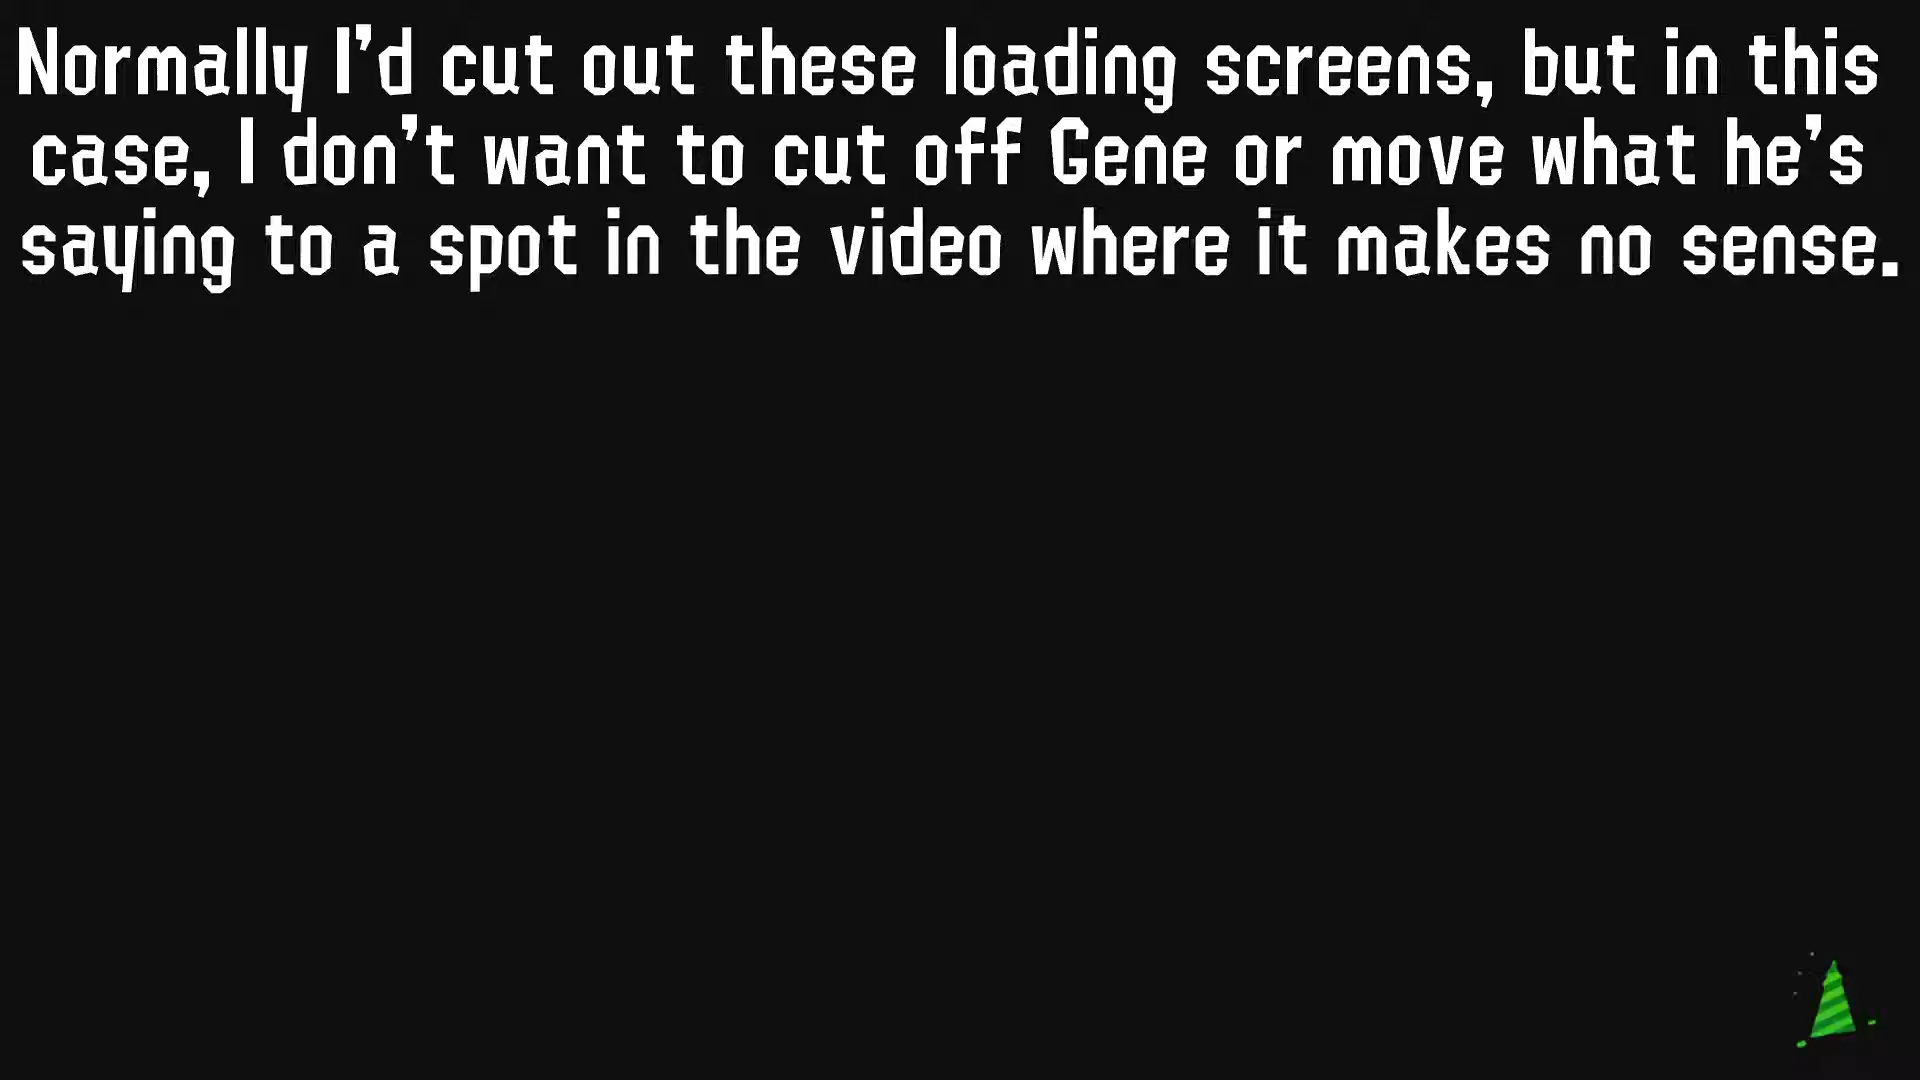 Normally I'd cut out these loading screens, but in this
case, I don't want to cut off Gene or move what he's
saying to a spot in the video where it makes no sense.